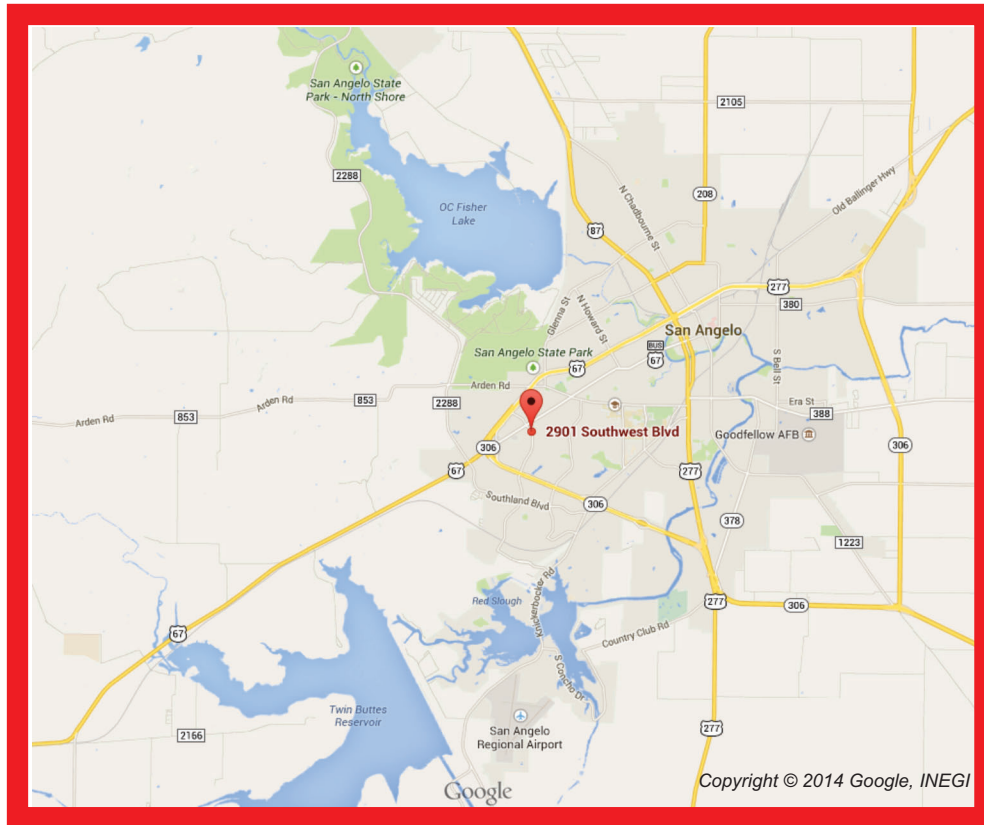 San Angelo State
Park - North Shore
2105
2288
208
Old Ballinger Hwy
OC Fisher
Lake
N Chadbourne St
87
277
380
Glenna St
N Howard St
San Angelo
BUS
67
San Angelo State Park
67
S Bell St
Arden Rd
Arden Rd
853
Arden Rd
853
2288
Era St
388
2901 Southwest Blvd
Goodfellow AFB
306
306
67
277
Southland Blvd
306
378
1223
Red Slough
Knickerbocker Rd
277
306
67
Country Club Rd
S Concho Dr
Twin Buttes
Reservoir
2166
San Angelo
Regional Airport
277
Copyright © 2014 Google, INEGI
Google